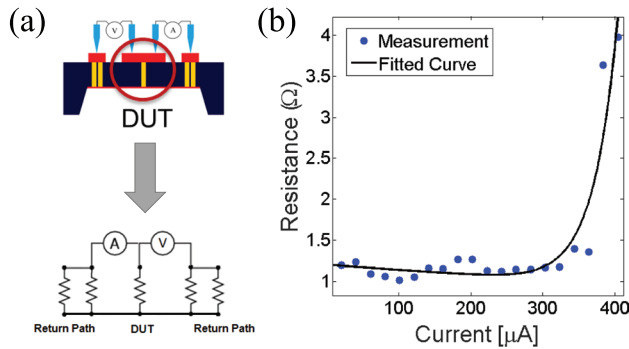 (a)
V
A
DUT
A
V
Return Path
DUT
Return Path
(b)
Measurement
Fitted Curve
Resistance (Ω)
4
3.5
3
2.5
2
1.5
1
100
200
300
400
Current [µA]